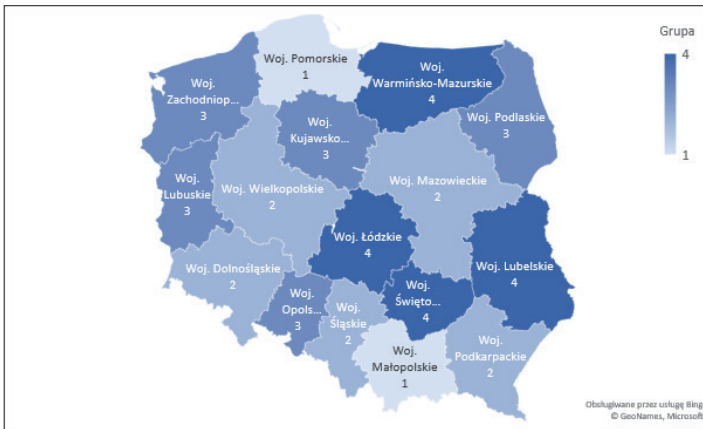 Grupa
4
1
Woj. Pomorskie
1
Woj.
Warmińsko-Mazurskie
4
Woj.
Zachodniop...
3
Woj.
Kujawsko...
3
Woj. Podlaskie
3
Woj.
Lubuskie
3
Woj. Wielkopolskie
2
Woj. Mazowieckie
2
Woj. Łódzkie
4
Woj. Lubelskie
4
Woj. Dolnośląskie
2
Woj.
Opols...
3
Woj.
Śląskie
2
Woj.
Święto...
4
Woj.
Małopolskie
1
Woj.
Podkarpackie
2
Obsługiwane przez usługę Bing
© GeoNames, Microsoft